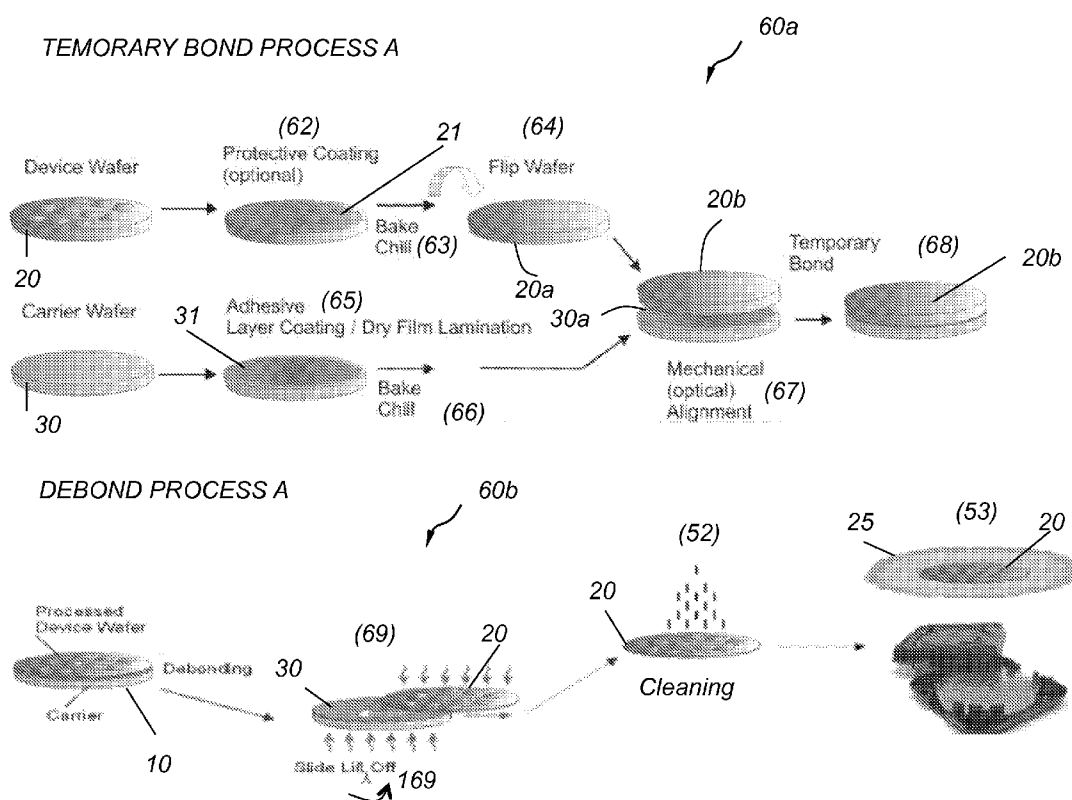 TEMORARY BOND PROCESS A
60a
(62)
21
(64)
Device Wafer
Protective Coating
(optional)
Flip Wafer
Bake
Chill (63)
20
20a
20b
Temporary
Bond
(68)
20b
Carrier Wafer
31
Adhesive (65)
Layer Coating / Dry Film Lamination
30a
30
Bake
Chill (66)
Mechanical
(optical) (67)
Alignment
DEBOND PROCESS A
60b
(52)
25
(53)
20
Processed
Device Wafer
Debonding
Carrier
10
(69)
30
20
20
Cleaning
Slide Lift Off
169